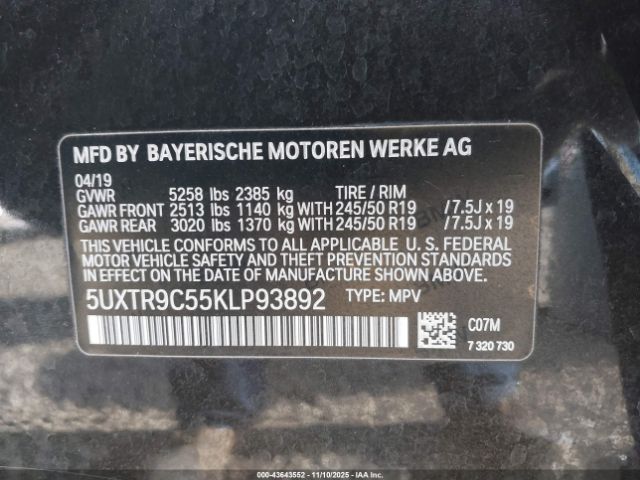 MFD BY BAYERISCHE MOTOREN WERKE AG
04/19
GVWR 5258 lbs 2385 kg TIRE / RIM
GAWR FRONT 2513 lbs 1140 kg WITH 245/50 R19 /7.5J x 19
GAWR REAR 3020 lbs 1370 kg WITH 245/50 R19 /7.5J x 19
THIS VEHICLE CONFORMS TO ALL APPLICABLE U. S. FEDERAL
MOTOR VEHICLE SAFETY AND THEFT PREVENTION STANDARDS
IN EFFECT ON THE DATE OF MANUFACTURE SHOWN ABOVE.
5UXTR9C55KLP93892 TYPE: MPV
C07M
7 320 730
000-43643552 - 11/10/2025 - © IAA Inc.